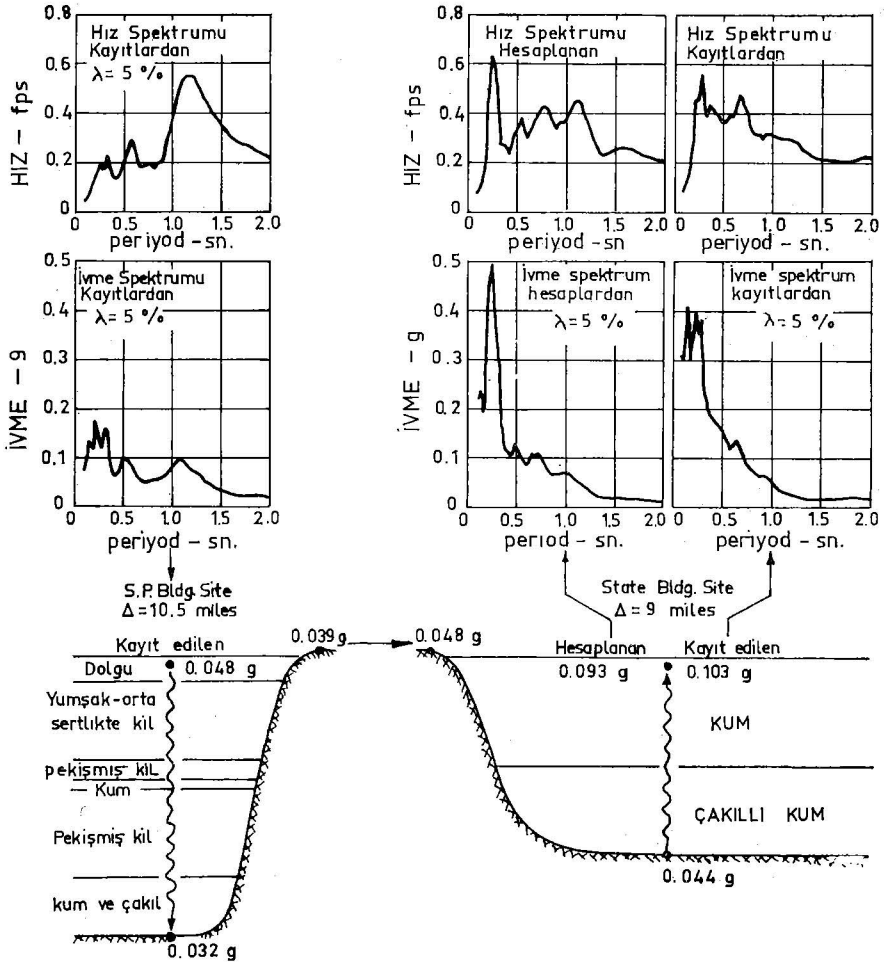 Hız Spektrumu
Kayıtlardan
λ = 5 %
HIZ – fps
0.8
0.6
0.4
0.2
0
0 0.5 1.0 1.5 2.0
periyod – sn.
Hız Spektrumu
Hesaplanan
HIZ – fps
0.8
0.6
0.4
0.2
0
0 0.5 1.0 1.5 2.0
periyod – sn.
Hız Spektrumu
Kayıtlardan
0 0.5 1.0 1.5 2.0
periyod – sn.
İvme Spektrumu
Kayıtlardan
λ = 5 %
İVME – g
0.5
0.4
0.3
0.2
0.1
0
0 0.5 1.0 1.5 2.0
periyod – sn.
İvme spektrum
hesaplardan
λ = 5 %
İVME – g
0.5
0.4
0.3
0.2
0.1
0
0 0.5 1.0 1.5 2.0
perıod – sn.
İvme spektrum
kayıtlardan
λ = 5 %
0 0.5 1.0 1.5 2.0
periyod – sn.
S.P. Bldg. Site
Δ = 10.5 miles
State Bldg. Site
Δ = 9 miles
Kayıt edilen
0.039 g
0.048 g
Hesaplanan
Kayıt edilen
Dolgu
0.048 g
0.093 g
0.103 g
Yumşak-orta
sertlikte kil
KUM
pekişmiş kil
Kum
Pekişmiş kil
ÇAKILLI KUM
0.044 g
kum ve çakıl
0.032 g